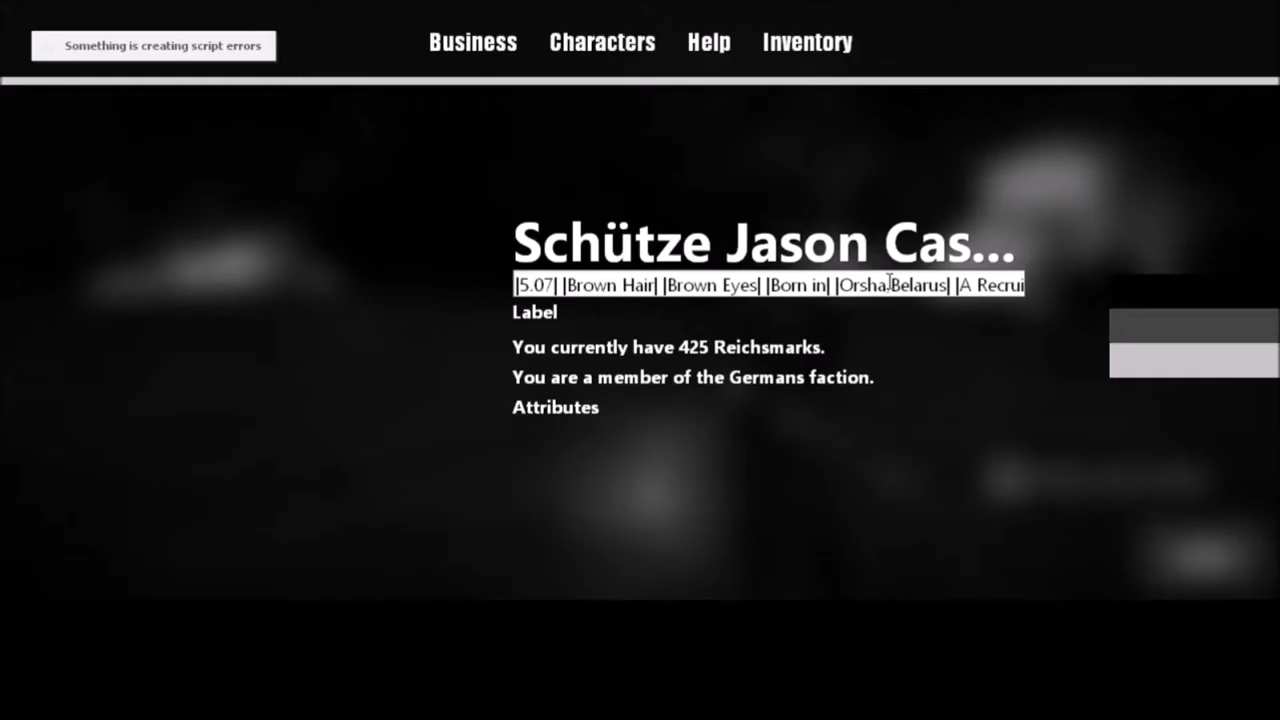 Something is creating script errors
Business Characters Help Inventory
Schütze Jason Cas...
|5.07| |Brown Hair| |Brown Eyes| |Born in| |Orsha,Belarus| |A Recrui
Label
You currently have 425 Reichsmarks.
You are a member of the Germans faction.
Attributes